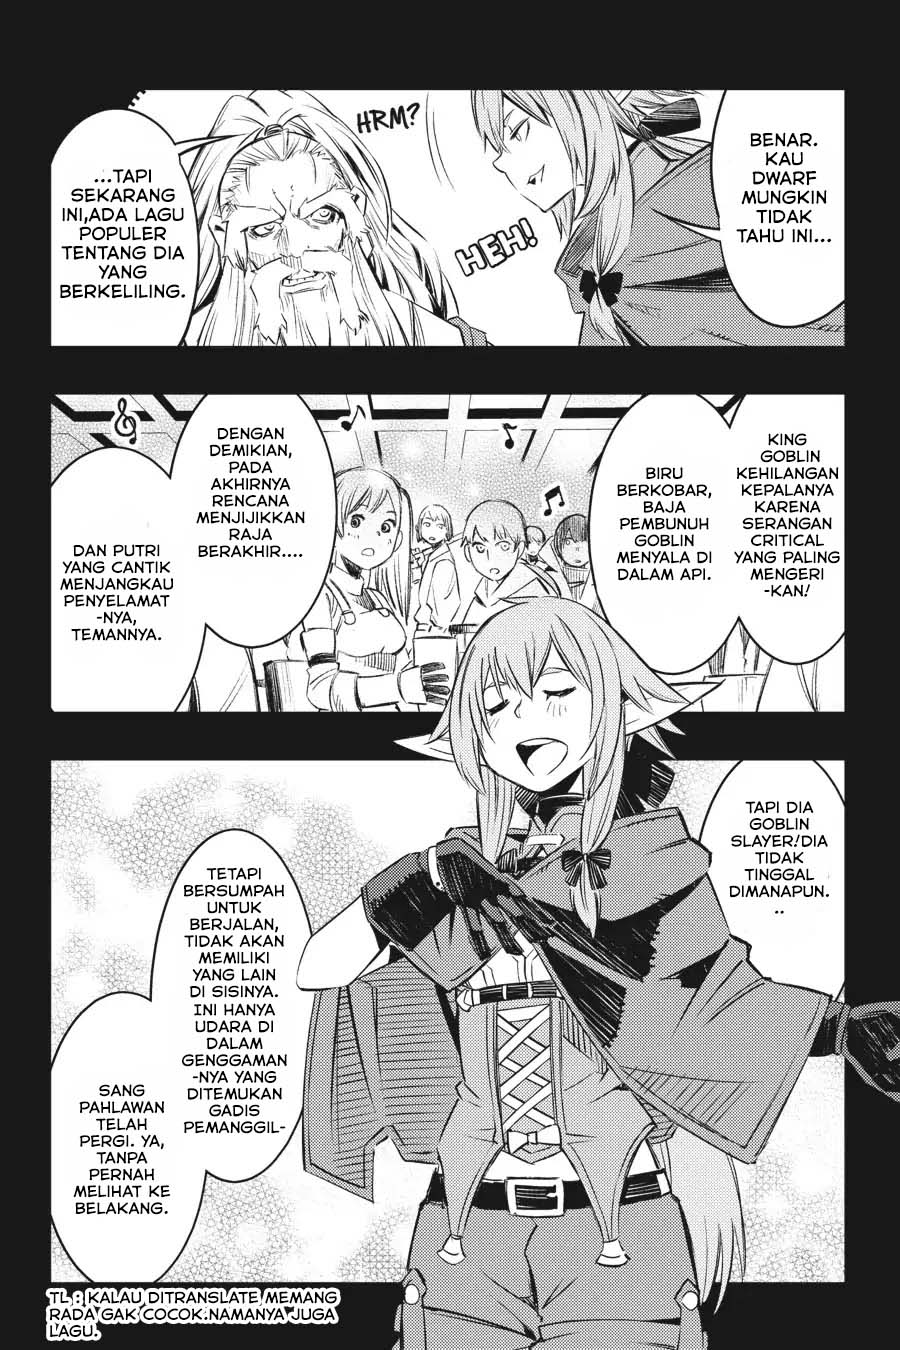 BENAR.
KAU
DWARF
MUNGKIN
TIDAK
TAHU INI...
HEH!
HRM?
...TAPI
SEKARANG
INI,ADA LAGU
POPULER
TENTANG DIA
YANG
BERKELILING.
KING
GOBLIN
KEHILANGAN
KEPALANYA
KARENA
SERANGAN
CRITICAL
YANG PALING
MENGERI
-KAN!
BIRU
BERKOBAR,
BAJA
PEMBUNUH
GOBLIN
MENYALA DI
DALAM API.
DENGAN
DEMIKIAN,
PADA
AKHIRNYA
RENCANA
MENJIJIKKAN
RAJA
BERAKHIR....
DAN PUTRI
YANG CANTIK
MENJANGKAU
PENYELAMAT
-NYA,
TEMANNYA.
TAPI DIA
GOBLIN
SLAYER!DIA
TIDAK
TINGGAL
DIMANAPUN.
..
TETAPI
BERSUMPAH
UNTUK
BERJALAN,
TIDAK AKAN
MEMILIKI
YANG LAIN
DI SISINYA.
INI HANYA
UDARA DI
DALAM
GENGGAMAN
-NYA YANG
DITEMUKAN
GADIS
PEMANGGIL-
SANG
PAHLAWAN
TELAH
PERGI. YA,
TANPA
PERNAH
MELIHAT KE
BELAKANG.
TL : KALAU DITRANSLATE,MEMANG
RADA GAK COCOK.NAMANYA JUGA
LAGU.